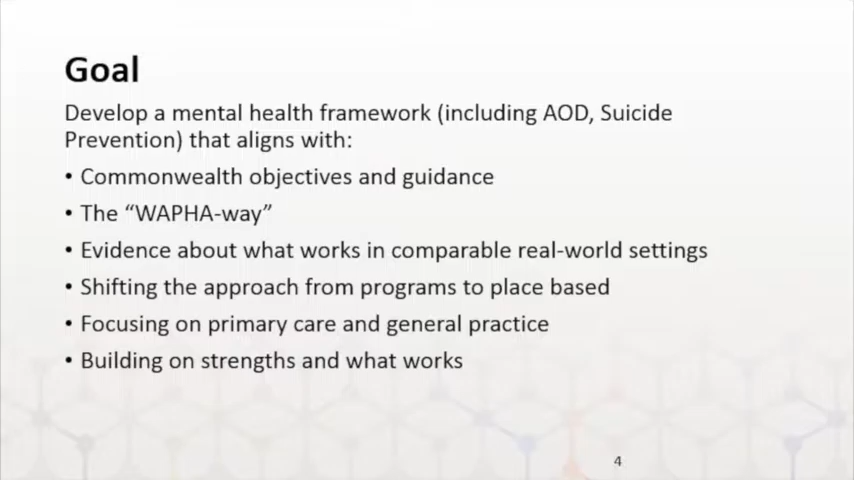 Goal
Develop a mental health framework (including AOD, Suicide
Prevention) that aligns with:
• Commonwealth objectives and guidance
• The “WAPHA-way”
• Evidence about what works in comparable real-world settings
• Shifting the approach from programs to place based
• Focusing on primary care and general practice
• Building on strengths and what works
4